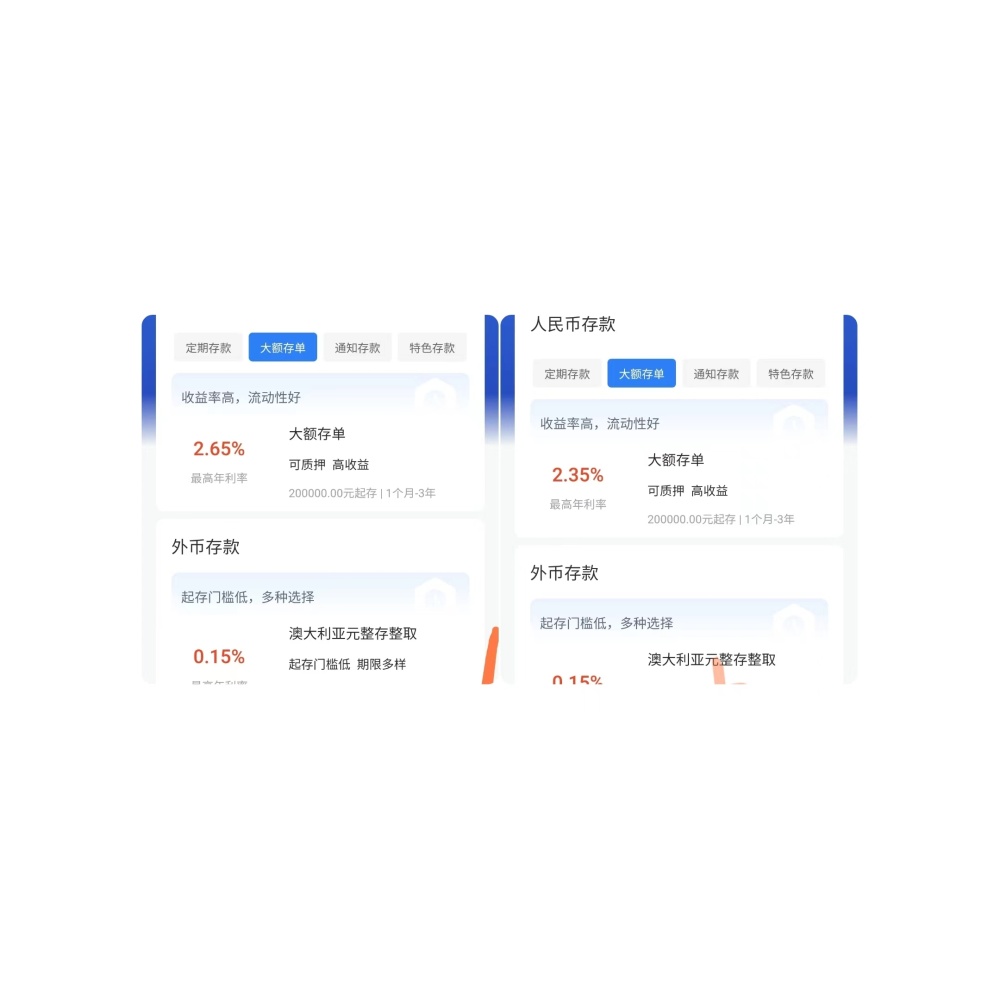 定期存款 大额存单 通知存款 特色存款
收益率高，流动性好
大额存单
2.65%
可质押 高收益
最高年利率
200000.00元起存 | 1个月-3年
外币存款
起存门槛低，多种选择
澳大利亚元整存整取
0.15%
起存门槛低 期限多样
最高年利率
人民币存款
定期存款 大额存单 通知存款 特色存款
收益率高，流动性好
大额存单
2.35%
可质押 高收益
最高年利率
200000.00元起存 | 1个月-3年
外币存款
起存门槛低，多种选择
澳大利亚元整存整取
0.15%